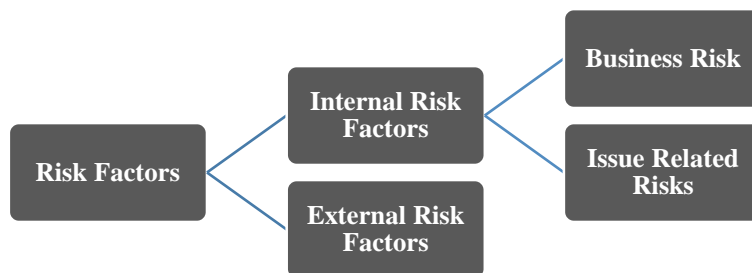 Risk Factors
Internal Risk
Factors
External Risk
Factors
Business Risk
Issue Related
Risks